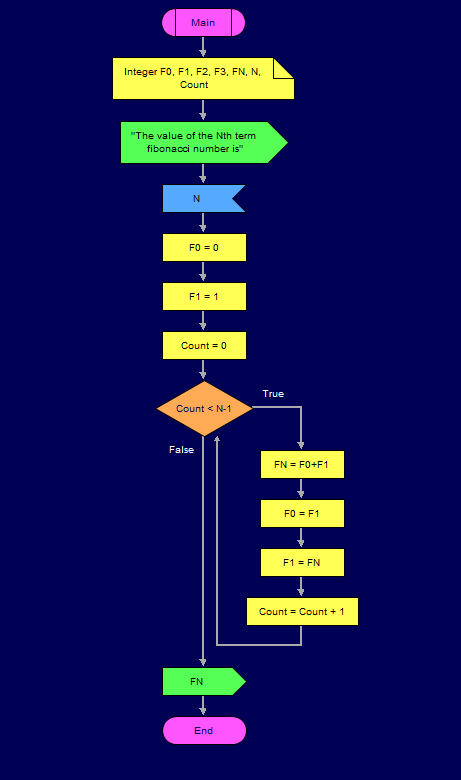 Main
Integer F0, F1, F2, F3, FN, N,
Count
"The value of the Nth term
fibonacci number is"
N
F0 = 0
F1 = 1
Count = 0
Count < N-1
True
False
FN = F0+F1
F0 = F1
F1 = FN
Count = Count + 1
FN
End